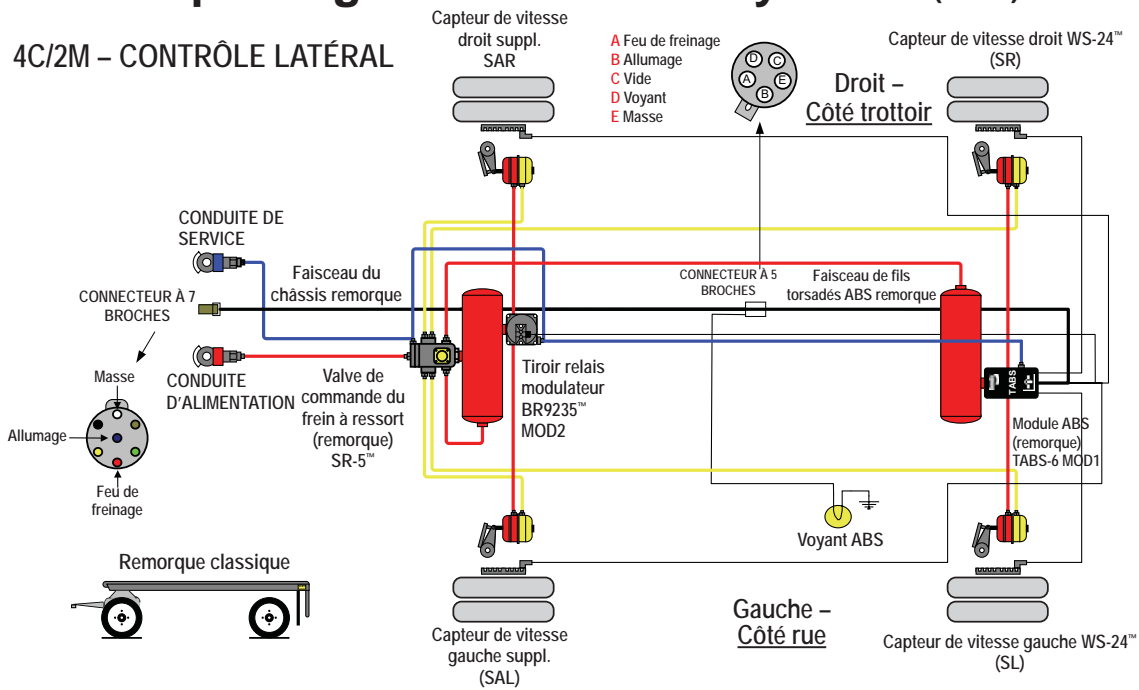 Capteur de vitesse
droit suppl.
SAR
4C/2M – CONTRÔLE LATÉRAL
A Feu de freinage
B Allumage
C Vide
D Voyant
E Masse
D
C
A
E
B
Droit –
Côté trottoir
Capteur de vitesse droit WS-24™
(SR)
CONDUITE DE
SERVICE
Faisceau du
châssis remorque
CONNECTEUR À 7
BROCHES
CONNECTEUR À 5
BROCHES
Faisceau de fils
torsadés ABS remorque
CONDUITE
D'ALIMENTATION
Valve de
commande du
frein à ressort
(remorque)
SR-5™
Tiroir relais
modulateur
BR9235™
MOD2
TABS
Module ABS
(remorque)
TABS-6 MOD1
Masse
Allumage
Feu de
freinage
Voyant ABS
Remorque classique
Capteur de vitesse
gauche suppl.
(SAL)
Gauche –
Côté rue
Capteur de vitesse gauche WS-24™
(SL)